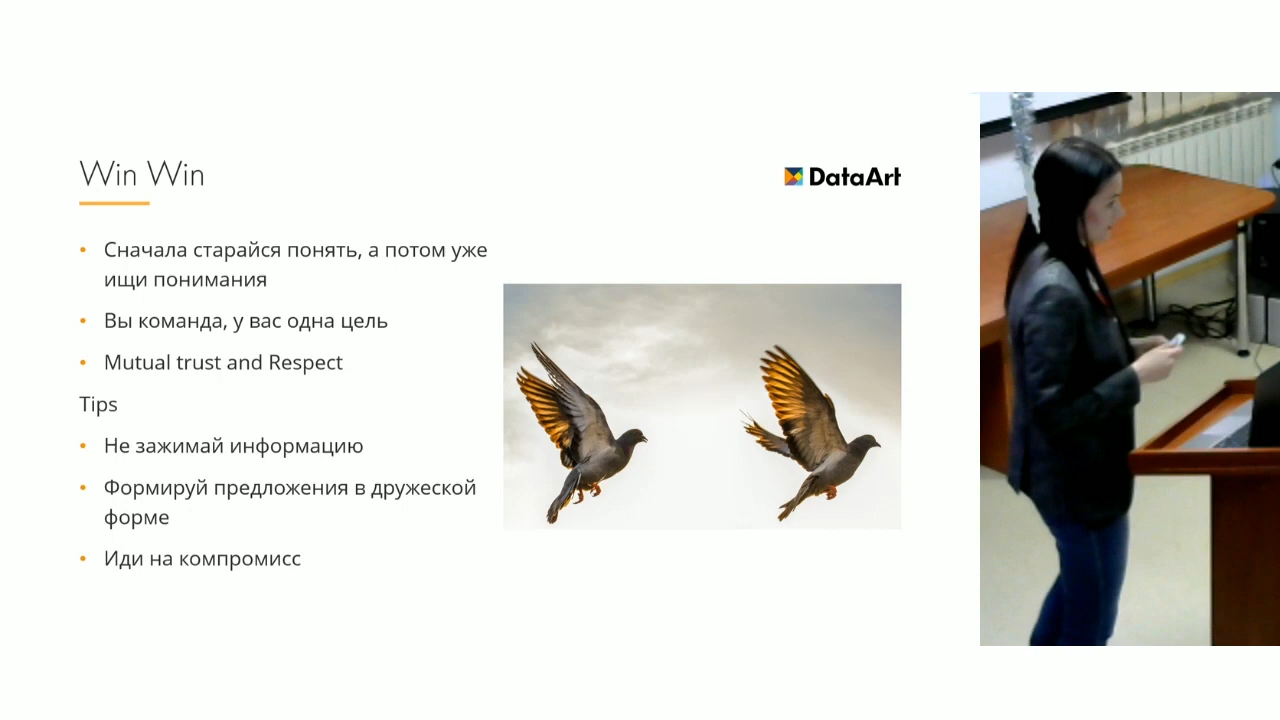 Win Win
DataArt
Сначала старайся понять, а потом уже
ищи понимания
Вы команда, у вас одна цель
Mutual trust and Respect
Tips
Не зажимай информацию
Формируй предложения в дружеской
форме
Иди на компромисс